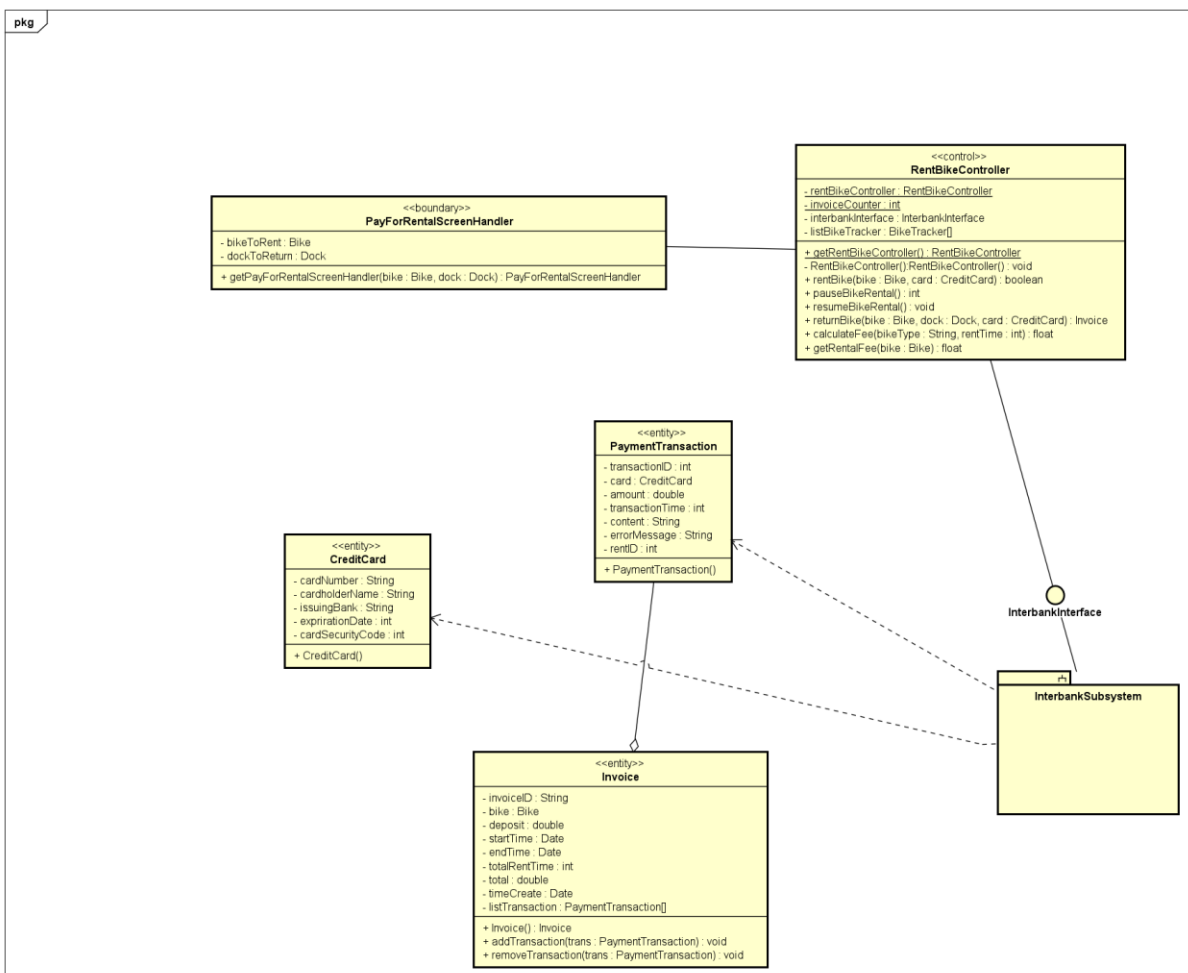 pkg
<<control>>
RentBikeController
- rentBikeController : RentBikeController
- invoiceCounter : int
- interbankInterface : InterbankInterface
- listBikeTracker : BikeTracker[]
+ getRentBikeController() : RentBikeController
- RentBikeController():RentBikeController() : void
+ rentBike(bike : Bike, card : CreditCard) : boolean
+ pauseBikeRental() : int
+ resumeBikeRental() : void
+ returnBike(bike : Bike, dock : Dock, card : CreditCard) : Invoice
+ calculateFee(bikeType : String, rentTime : int) : float
+ getRentalFee(bike : Bike) : float
<<boundary>>
PayForRentalScreenHandler
- bikeToRent : Bike
- dockToReturn : Dock
+ getPayForRentalScreenHandler(bike : Bike, dock : Dock) : PayForRentalScreenHandler
<<entity>>
PaymentTransaction
- transactionID : int
- card : CreditCard
- amount : double
- transactionTime : int
- content : String
- errorMessage : String
- rentID : int
+ PaymentTransaction()
<<entity>>
CreditCard
- cardNumber : String
- cardholderName : String
- issuingBank : String
- exprirationDate : int
- cardSecurityCode : int
+ CreditCard()
InterbankInterface
InterbankSubsystem
<<entity>>
Invoice
- invoiceID : String
- bike : Bike
- deposit : double
- startTime : Date
- endTime : Date
- totalRentTime : int
- total : double
- timeCreate : Date
- listTransaction : PaymentTransaction[]
+ Invoice() : Invoice
+ addTransaction(trans : PaymentTransaction) : void
+ removeTransaction(trans : PaymentTransaction) : void